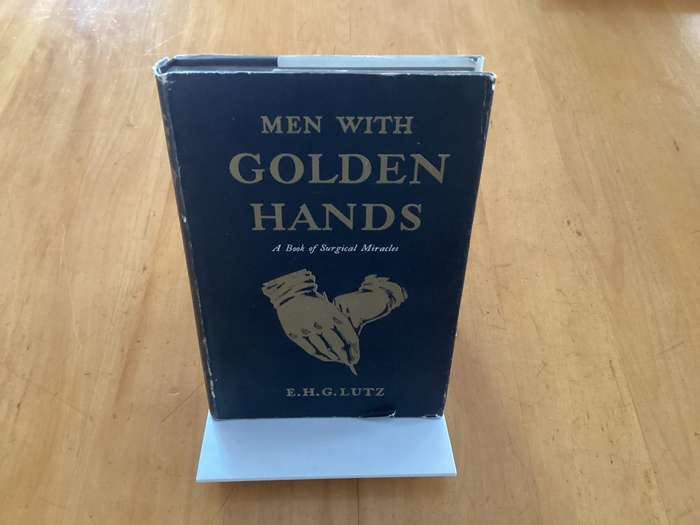 MEN WITH
GOLDEN
HANDS
A Book of Surgical Miracles
E.H.G. LUTZ